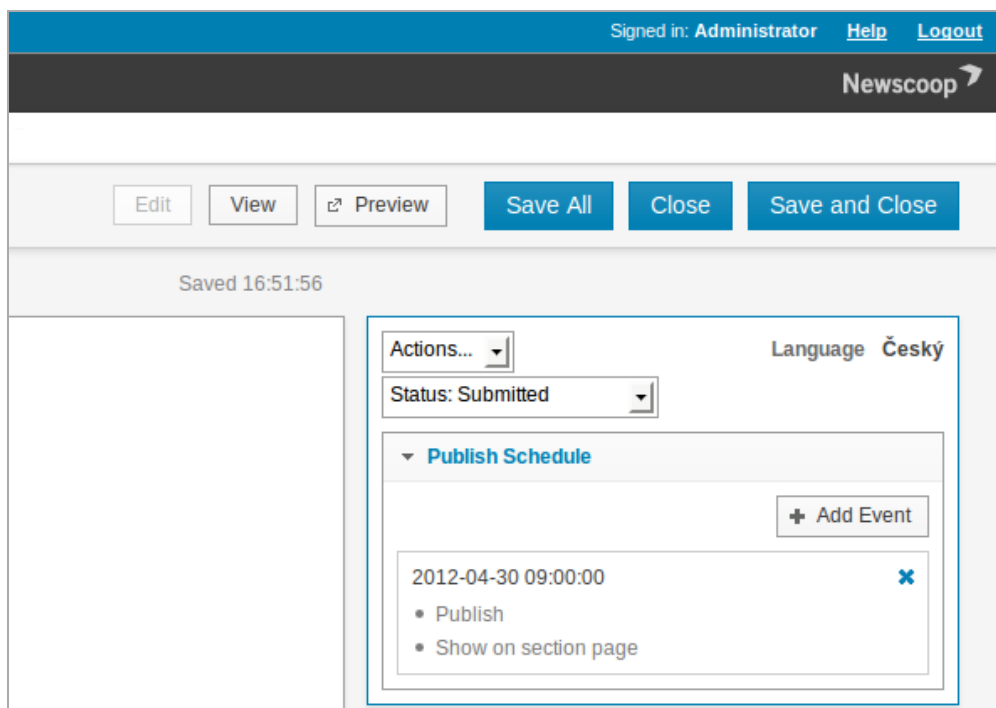 Signed in: Administrator Help Logout
Newscoop
Edit View Preview Save All Close Save and Close
Saved 16:51:56
Actions... Language Český
Status: Submitted
Publish Schedule
Add Event
2012-04-30 09:00:00
Publish
Show on section page